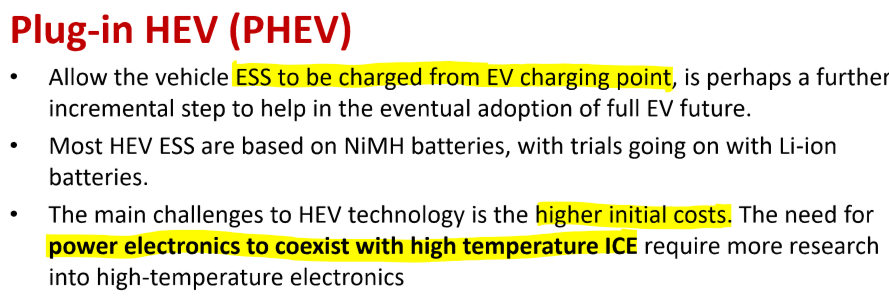 Plug-in HEV (PHEV)
• Allow the vehicle ESS to be charged from EV charging point, is perhaps a further
incremental step to help in the eventual adoption of full EV future.
• Most HEV ESS are based on NiMH batteries, with trials going on with Li-ion
batteries.
• The main challenges to HEV technology is the higher initial costs. The need for
power electronics to coexist with high temperature ICE require more research
into high-temperature electronics